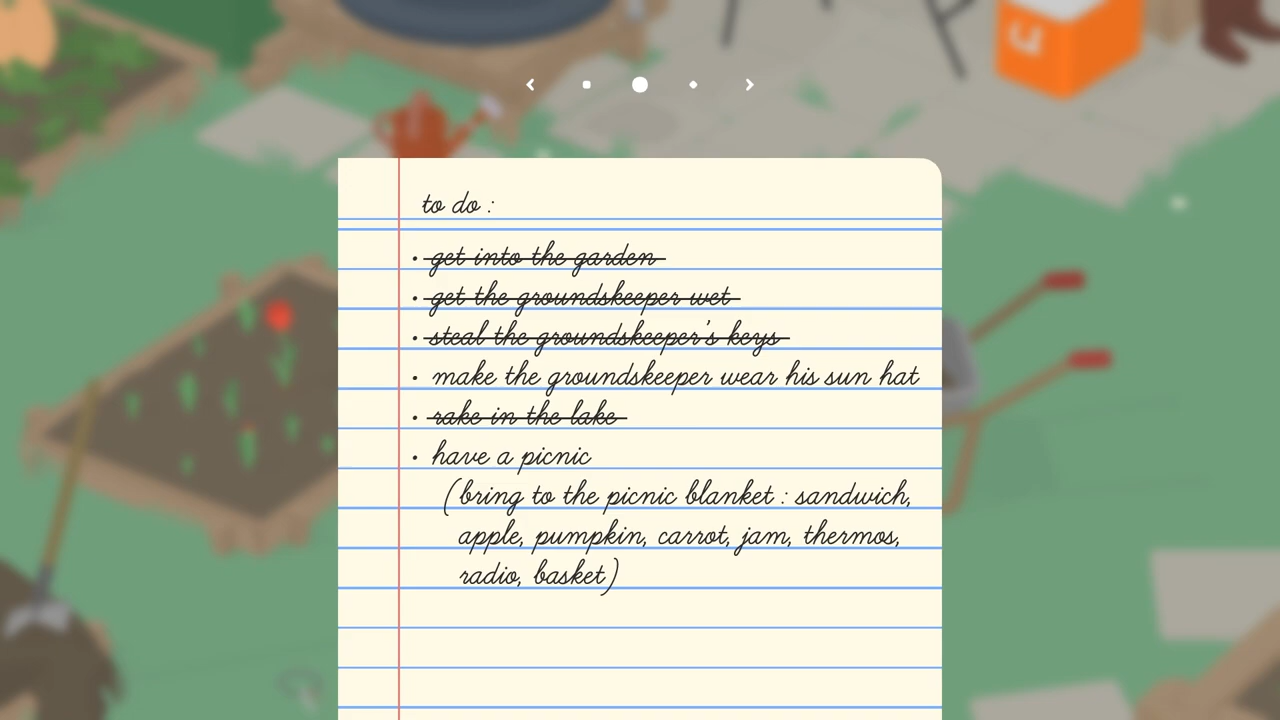 u
to do :
• get into the garden
• get the groundskeeper wet
• steal the groundskeeper's keys
• make the groundskeeper wear his sun hat
• rake in the lake
• have a picnic
(bring to the picnic blanket : sandwich,
apple, pumpkin, carrot, jam, thermos,
radio, basket)